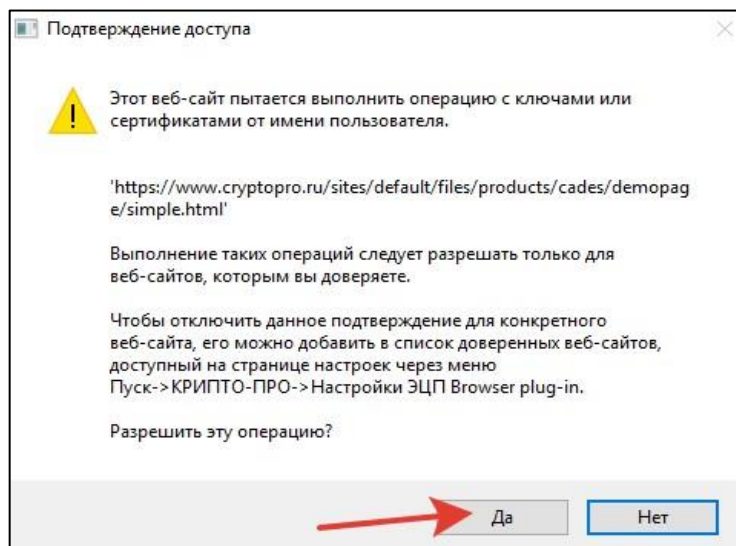 Подтверждение доступа
Этот веб-сайт пытается выполнить операцию с ключами или
сертификатами от имени пользователя.
'https://www.cryptopro.ru/sites/default/files/products/cades/demopag
e/simple.html'
Выполнение таких операций следует разрешать только для
веб-сайтов, которым вы доверяете.
Чтобы отключить данное подтверждение для конкретного
веб-сайта, его можно добавить в список доверенных веб-сайтов,
доступный на странице настроек через меню
Пуск->КРИПТО-ПРО->Настройки ЭЦП Browser plug-in.
Разрешить эту операцию?
Да Нет